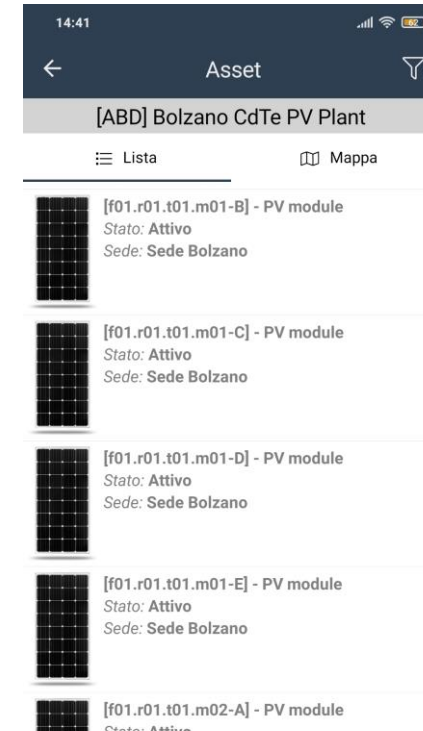 14:41
62
Asset
[ABD] Bolzano CdTe PV Plant
Lista
Mappa
[f01.r01.t01.m01-B] - PV module
Stato: Attivo
Sede: Sede Bolzano
[f01.r01.t01.m01-C] - PV module
Stato: Attivo
Sede: Sede Bolzano
[f01.r01.t01.m01-D] - PV module
Stato: Attivo
Sede: Sede Bolzano
[f01.r01.t01.m01-E] - PV module
Stato: Attivo
Sede: Sede Bolzano
[f01.r01.t01.m02-A] - PV module
Stato: Attivo